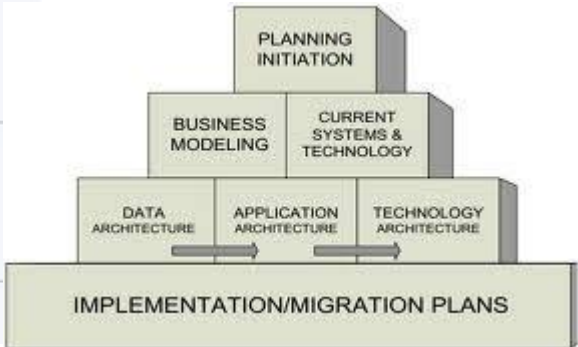 PLANNING
INITIATION
BUSINESS
MODELING
CURRENT
SYSTEMS &
TECHNOLOGY
DATA
ARCHITECTURE
APPLICATION
ARCHITECTURE
TECHNOLOGY
ARCHITECTURE
IMPLEMENTATION/MIGRATION PLANS